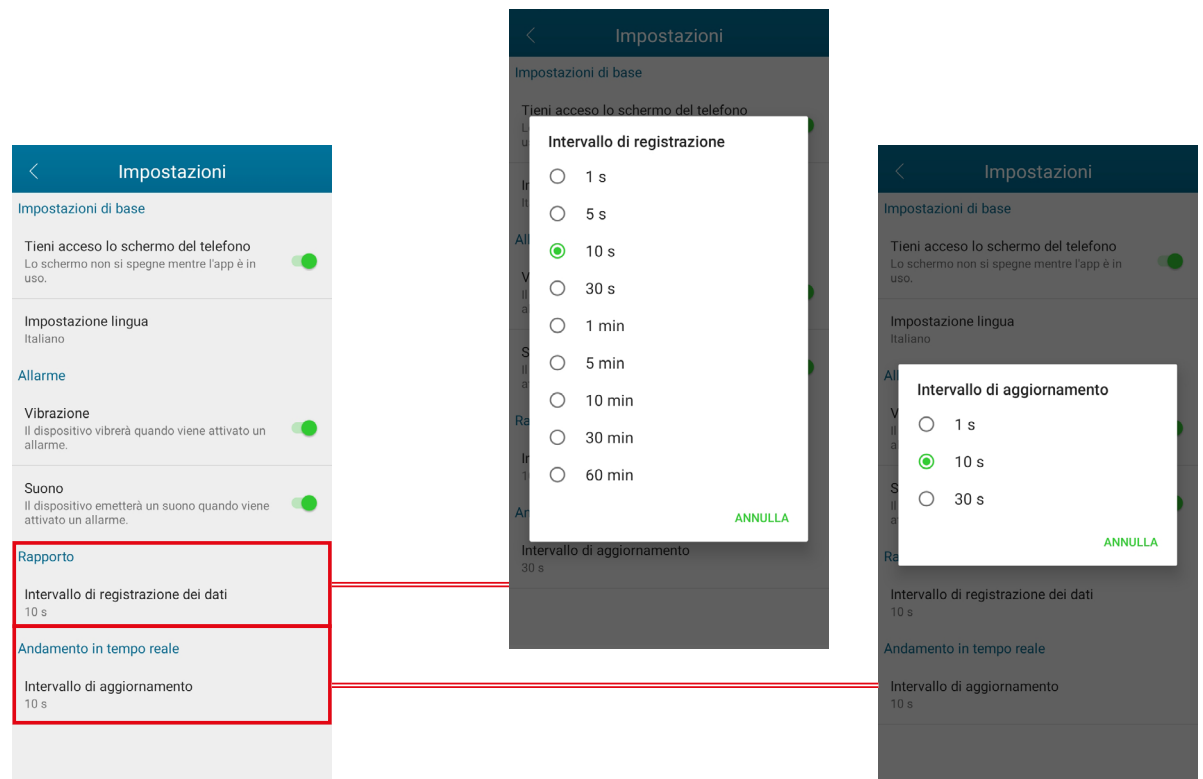 Impostazioni
Impostazioni di base
Tieni acceso lo schermo del telefono
Lo schermo non si spegne mentre l'app è in
uso.
Impostazione lingua
Italiano
Allarme
Vibrazione
Il dispositivo vibrerà quando viene attivato un
allarme.
Suono
Il dispositivo emetterà un suono quando viene
attivato un allarme.
Rapporto
Intervallo di registrazione dei dati
10 s
Andamento in tempo reale
Intervallo di aggiornamento
10 s
Impostazioni
Impostazioni di base
Tieni acceso lo schermo del telefono
Intervallo di registrazione
1 s
5 s
10 s
30 s
1 min
5 min
10 min
30 min
60 min
ANNULLA
Intervallo di aggiornamento
30 s
Impostazioni
Impostazioni di base
Tieni acceso lo schermo del telefono
Lo schermo non si spegne mentre l'app è in
uso.
Impostazione lingua
Italiano
Intervallo di aggiornamento
1 s
10 s
30 s
ANNULLA
Intervallo di registrazione dei dati
10 s
Andamento in tempo reale
Intervallo di aggiornamento
10 s